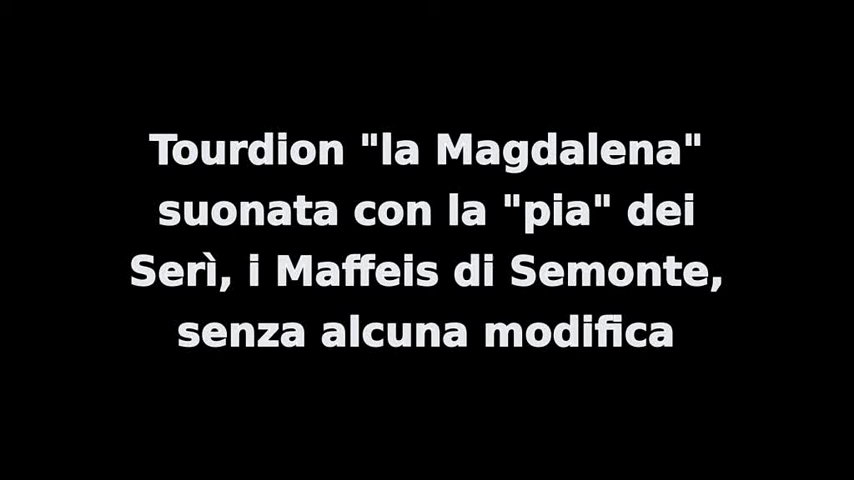 Tourdion "la Magdalena"
suonata con la "pia" dei
Serì, i Maffeis di Semonte,
senza alcuna modifica